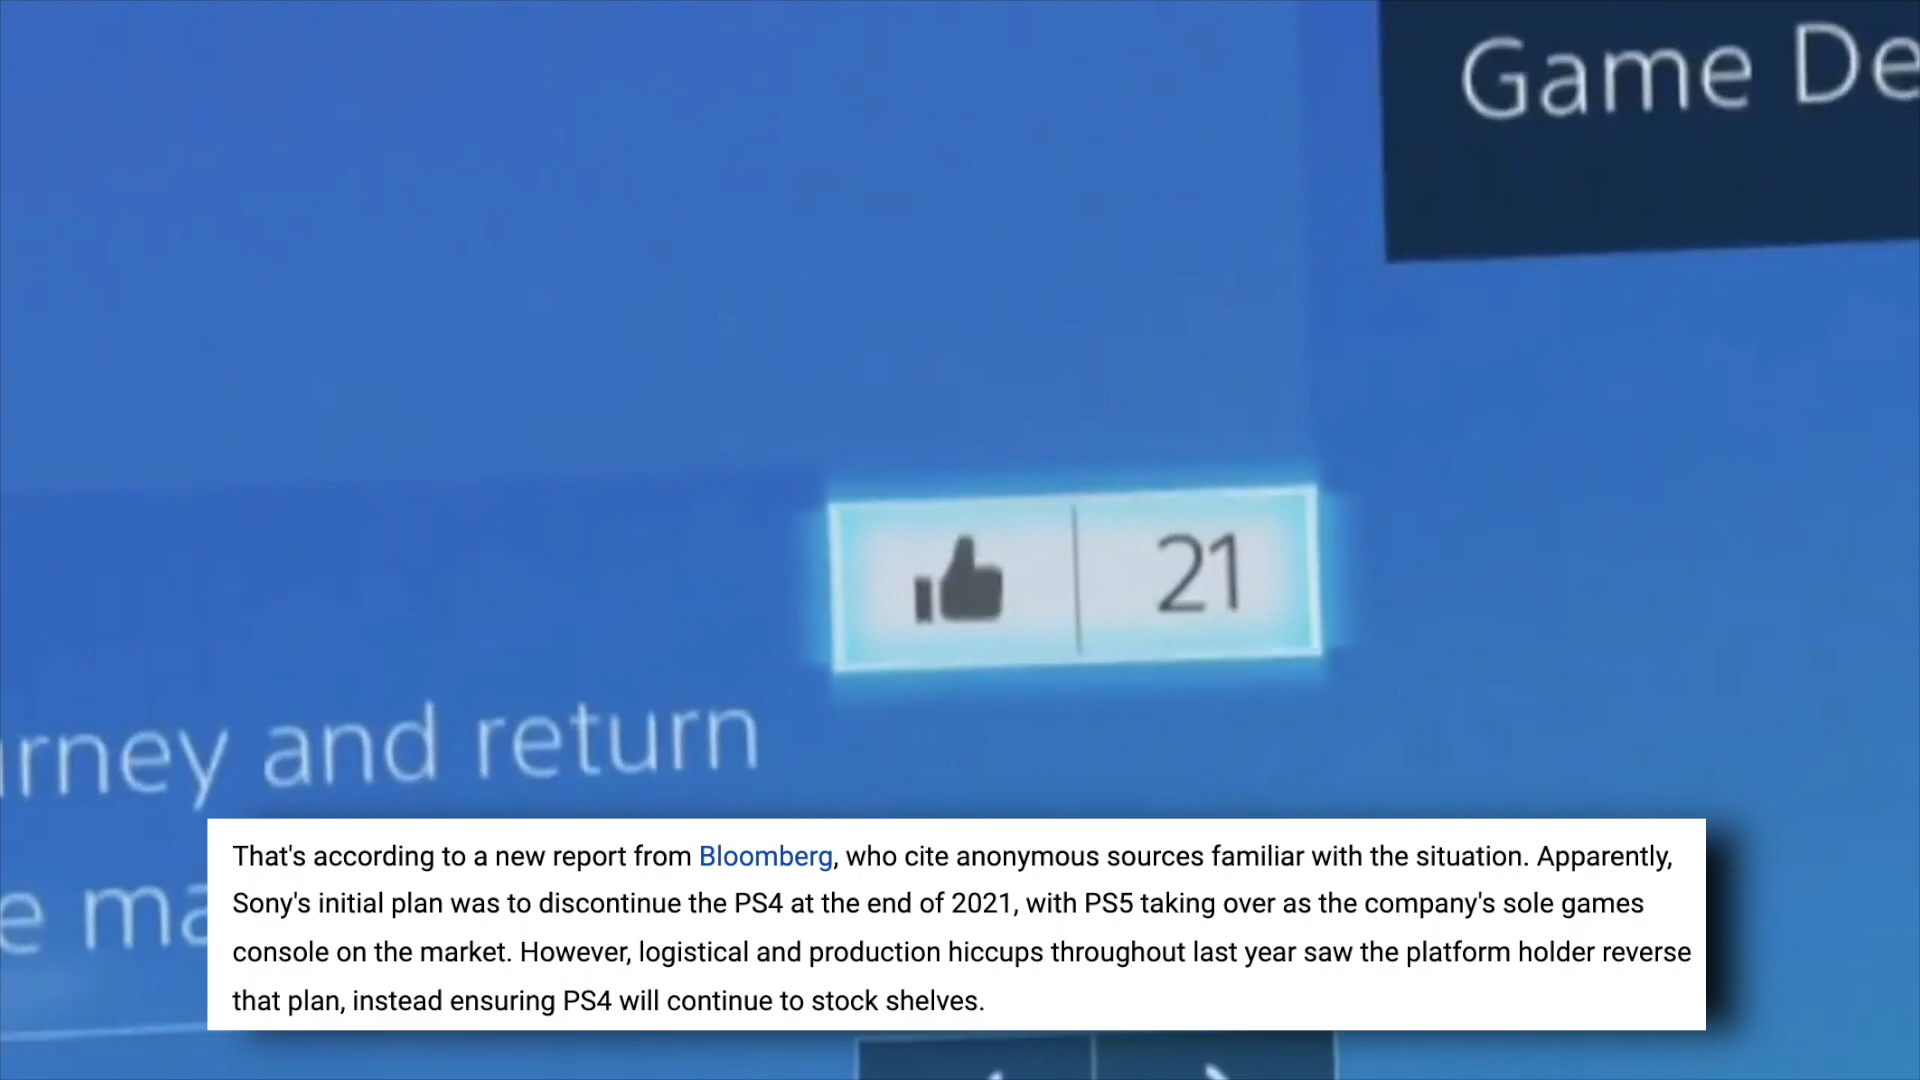 Game De
21
rney and return
e ma
That's according to a new report from Bloomberg, who cite anonymous sources familiar with the situation. Apparently,
Sony's initial plan was to discontinue the PS4 at the end of 2021, with PS5 taking over as the company's sole games
console on the market. However, logistical and production hiccups throughout last year saw the platform holder reverse
that plan, instead ensuring PS4 will continue to stock shelves.